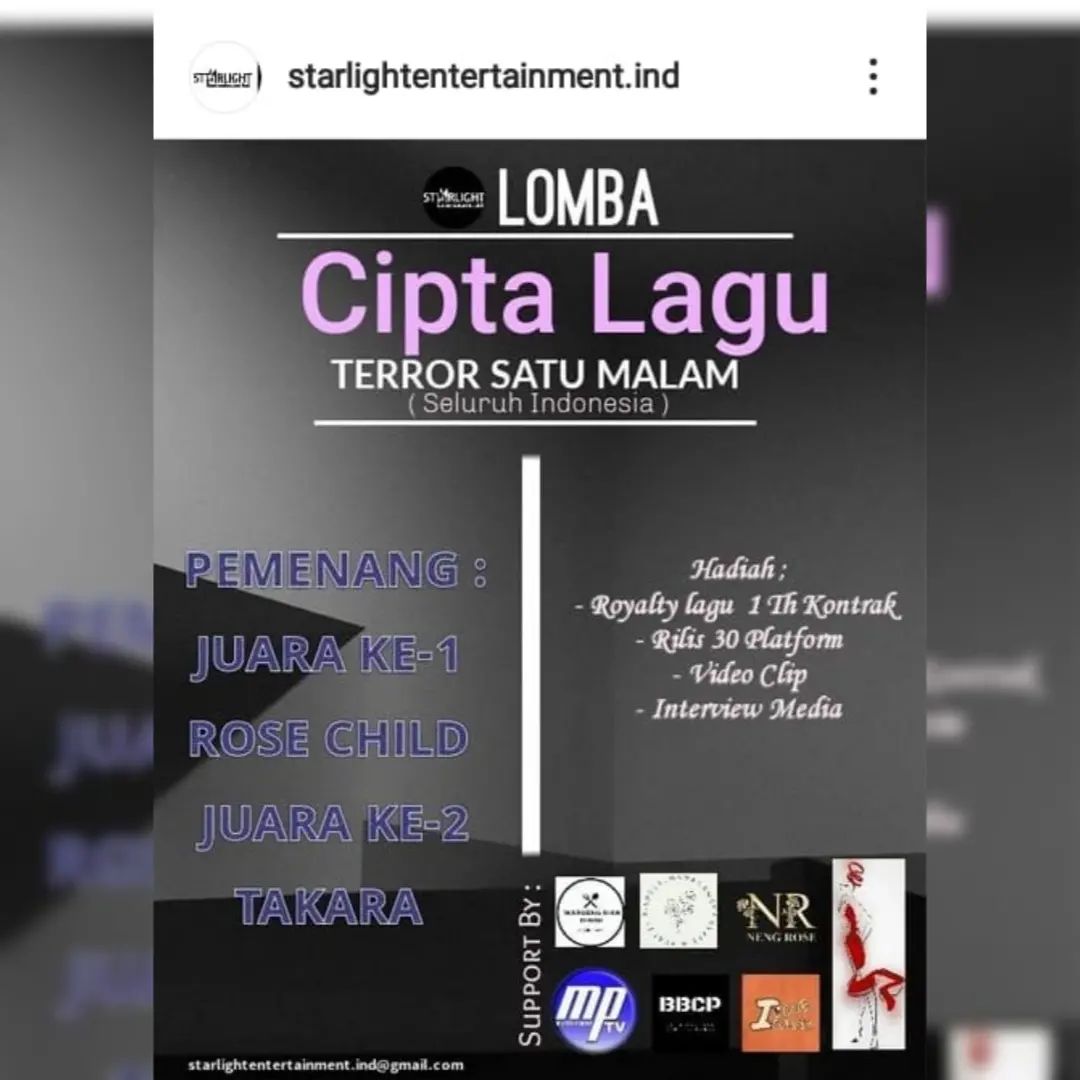 STARLIGHT
starlightentertainment.ind
STARLIGHT
LOMBA
Cipta Lagu
TERROR SATU MALAM
( Seluruh Indonesia )
PEMENANG :
JUARA KE-1
ROSE CHILD
JUARA KE-2
TAKARA
Hadiah ;
- Royalty lagu 1 Th Kontrak
- Rilis 30 Platform
- Video Clip
- Interview Media
SUPPORT BY :
NR
NENG ROSE
mp
TV
BBCP
starlightentertainment.ind@gmail.com